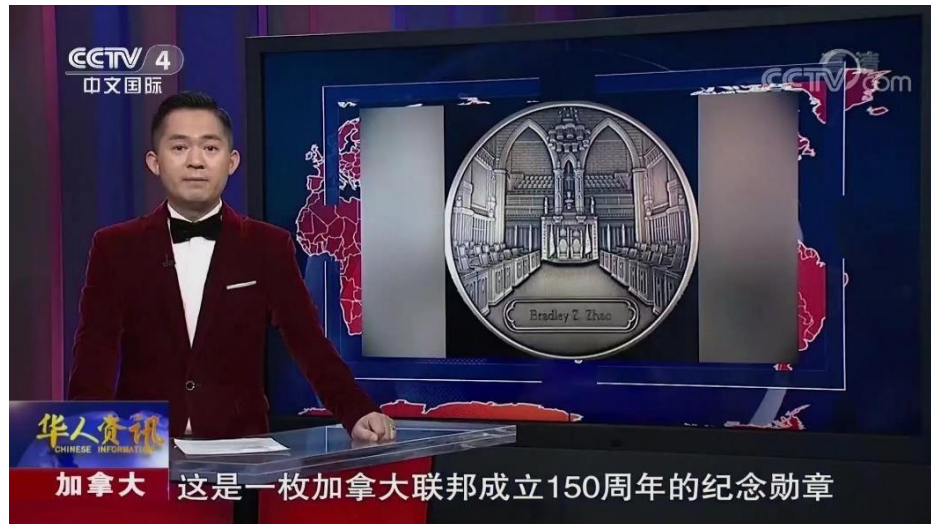 CCTV 4
中文国际
CCTV.com
Bradley Z. Zhao
华人资讯
CHINESE INFORMATION
加拿大
这是一枚加拿大联邦成立150周年的纪念勋章